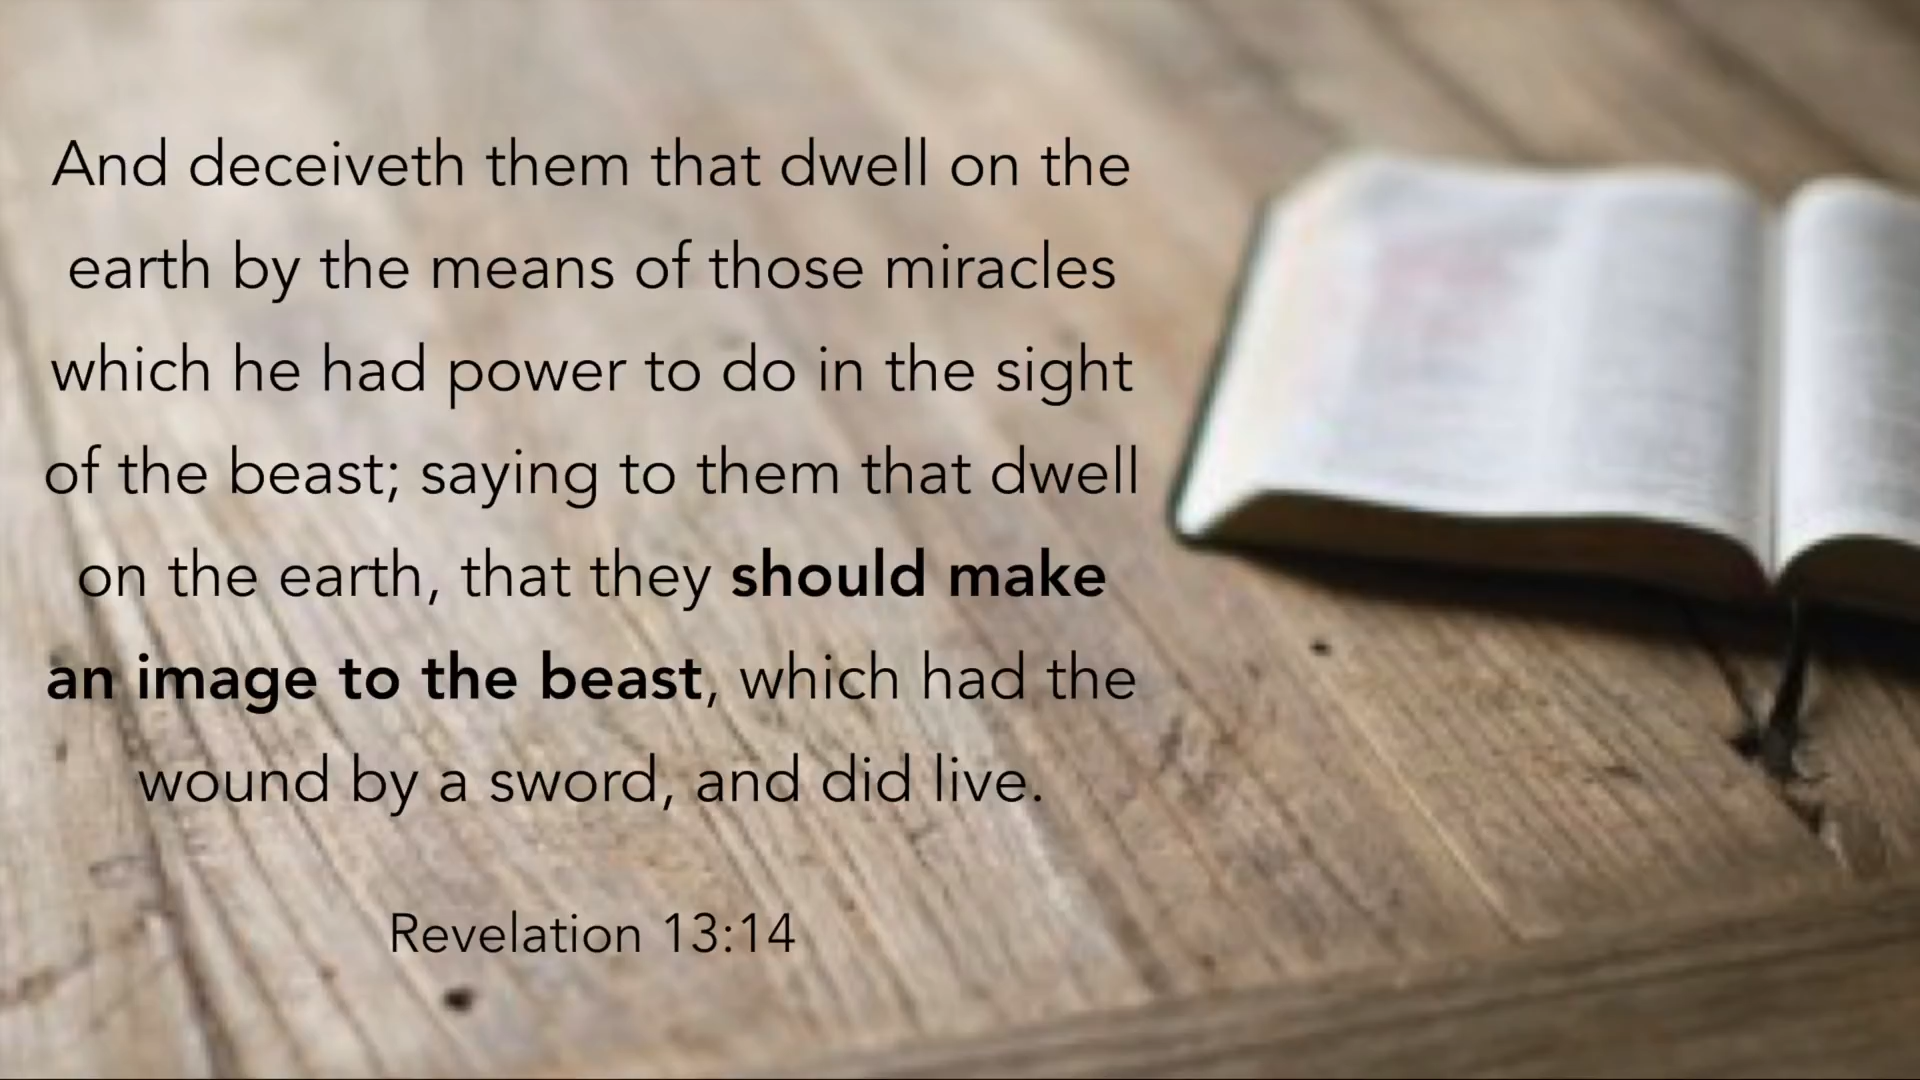 And deceiveth them that dwell on the
earth by the means of those miracles
which he had power to do in the sight
of the beast; saying to them that dwell
on the earth, that they should make
an image to the beast, which had the
wound by a sword, and did live.
Revelation 13:14